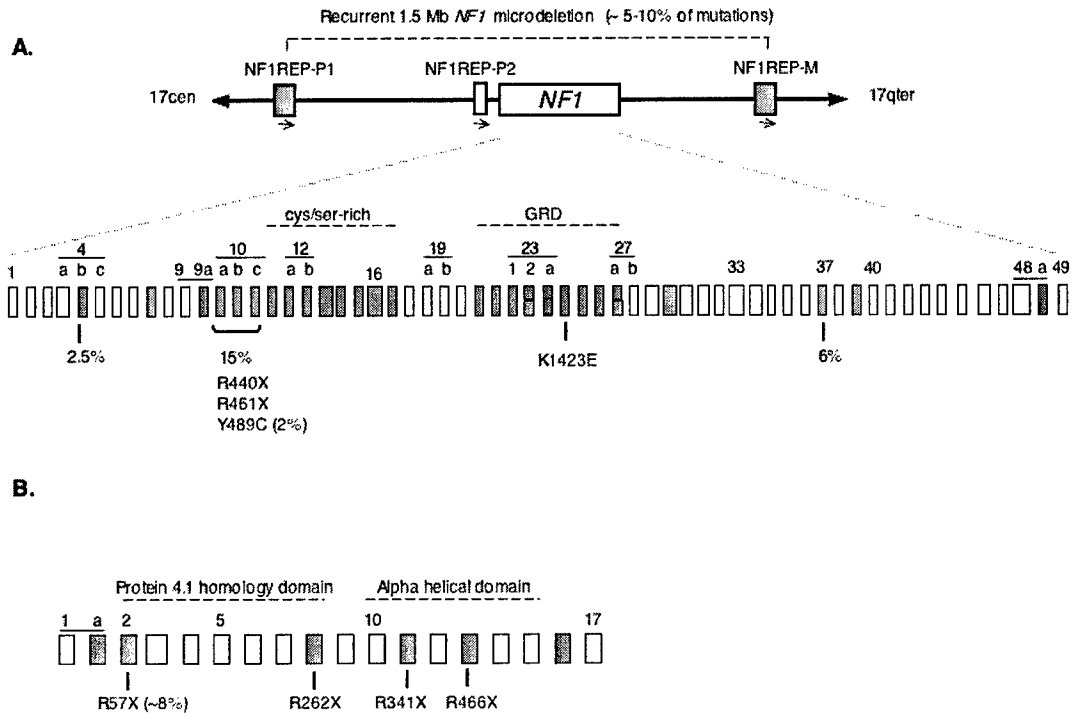 Recurrent 1.5 Mb NF1 microdeletion (~ 5-10% of mutations)
A.
NF1REP-P1 NF1REP-P2 NF1REP-M
17cen NF1 17qter
cys/ser-rich GRD
4 10 12 19 23 27
1 a b c 9 9a a b c a b 16 a b 1 2 a a b 33 37 40 48 a 49
2.5% 15% K1423E 6%
R440X
R461X
Y489C (2%)
B.
Protein 4.1 homology domain Alpha helical domain
1 a 2 5 10 17
R57X (~8%) R262X R341X R466X